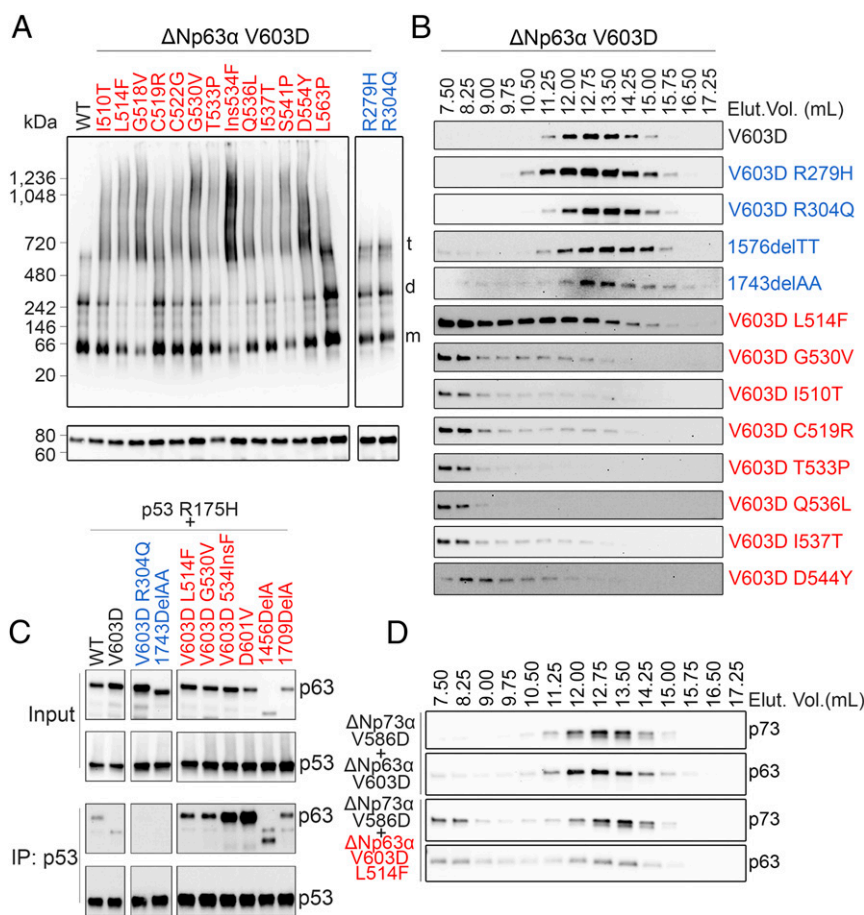 A
ΔNp63α V603D
kDa
WT
I510T
L514F
G518V
C519R
C522G
G530V
T533P
Ins534F
Q536L
I537T
S541P
D554Y
L563P
R279H
R304Q
1,236
1,048
720
480
242
146
66
20
t
d
m
80
60
B
ΔNp63α V603D
7.50
8.25
9.00
9.75
10.50
11.25
12.00
12.75
13.50
14.25
15.00
15.75
16.50
17.25
Elut.Vol. (mL)
V603D
V603D R279H
V603D R304Q
1576delTT
1743delAA
V603D L514F
V603D G530V
V603D I510T
V603D C519R
V603D T533P
V603D Q536L
V603D I537T
V603D D544Y
C
p53 R175H
+
WT
V603D
V603D R304Q
1743DelAA
V603D L514F
V603D G530V
V603D 534InsF
D601V
1456DelA
1709DelA
Input
p63
p53
IP: p53
p63
p53
D
7.50
8.25
9.00
9.75
10.50
11.25
12.00
12.75
13.50
14.25
15.00
15.75
16.50
17.25
Elut. Vol.(mL)
ΔNp73α
V586D
+
ΔNp63α
V603D
p73
p63
ΔNp73α
V586D
+
ΔNp63α
V603D
L514F
p73
p63